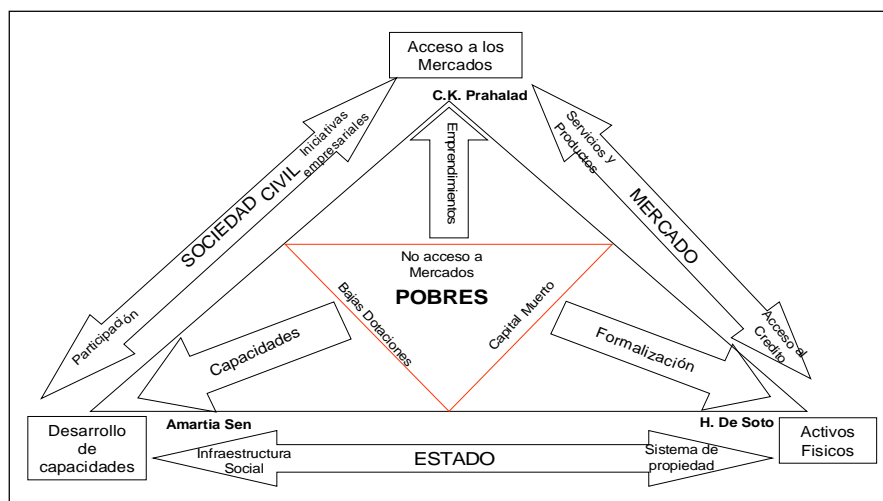 Acceso a los
Mercados
C.K. Prahalad
Iniciativas
empresariales
SOCIEDAD CIVIL
Participación
Emprendimientos
Servicios y
Productos
MERCADO
Acceso al
Credito
No acceso a
Mercados
POBRES
Bajas Dotaciones
Capital Muerto
Capacidades
Formalización
Amartia Sen
H. De Soto
Desarrollo
de
capacidades
Infraestructura
Social
ESTADO
Sistema de
propiedad
Activos
Fisicos